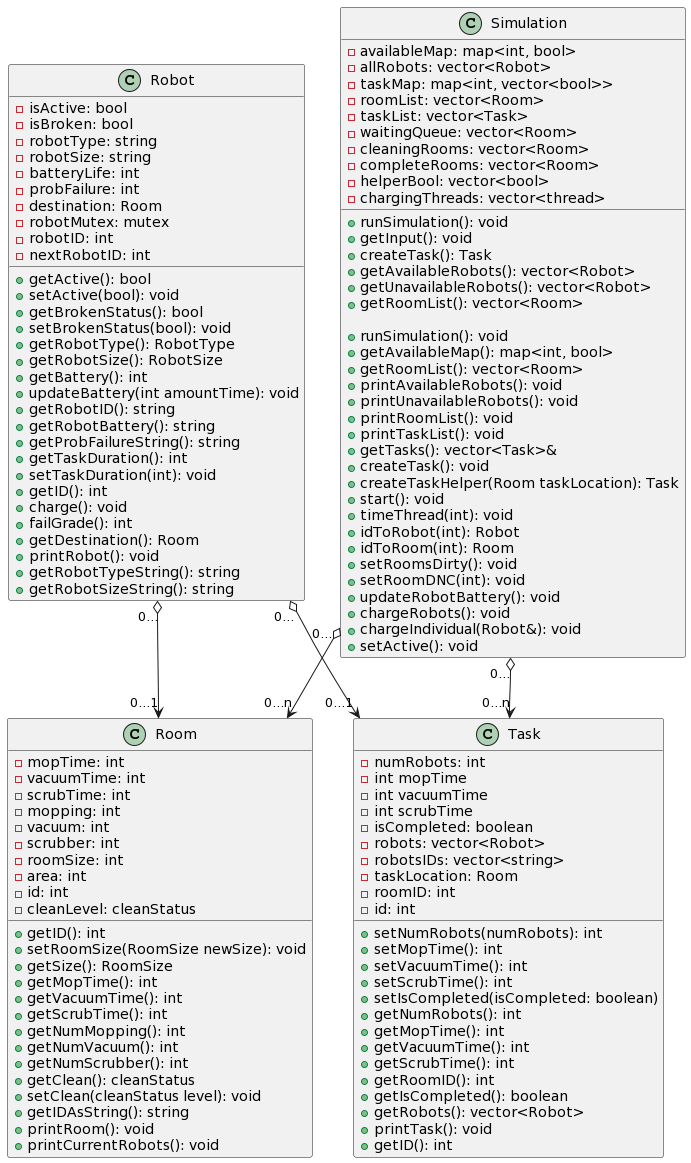 C Robot
isActive: bool
isBroken: bool
robotType: string
robotSize: string
batteryLife: int
probFailure: int
destination: Room
robotMutex: mutex
robotID: int
nextRobotID: int
getActive(): bool
setActive(bool): void
getBrokenStatus(): bool
setBrokenStatus(bool): void
getRobotType(): RobotType
getRobotSize(): RobotSize
getBattery(): int
updateBattery(int amountTime): void
getRobotID(): string
getRobotBattery(): string
getProbFailureString(): string
getTaskDuration(): int
setTaskDuration(int): void
getID(): int
charge(): void
failGrade(): int
getDestination(): Room
printRobot(): void
getRobotTypeString(): string
getRobotSizeString(): string
C Simulation
availableMap: map<int, bool>
allRobots: vector<Robot>
taskMap: map<int, vector<bool>>
roomList: vector<Room>
taskList: vector<Task>
waitingQueue: vector<Room>
cleaningRooms: vector<Room>
completeRooms: vector<Room>
helperBool: vector<bool>
chargingThreads: vector<thread>
runSimulation(): void
getInput(): void
createTask(): Task
getAvailableRobots(): vector<Robot>
getUnavailableRobots(): vector<Robot>
getRoomList(): vector<Room>
runSimulation(): void
getAvailableMap(): map<int, bool>
getRoomList(): vector<Room>
printAvailableRobots(): void
printUnavailableRobots(): void
printRoomList(): void
printTaskList(): void
getTasks(): vector<Task>&
createTask(): void
createTaskHelper(Room taskLocation): Task
start(): void
timeThread(int): void
idToRobot(int): Robot
idToRoom(int): Room
setRoomsDirty(): void
setRoomDNC(int): void
updateRobotBattery(): void
chargeRobots(): void
chargeIndividual(Robot&): void
setActive(): void
0...
0...
0...
0...
0...1
0...n
0...1
0...n
C Room
mopTime: int
vacuumTime: int
scrubTime: int
mopping: int
vacuum: int
scrubber: int
roomSize: int
area: int
id: int
cleanLevel: cleanStatus
getID(): int
setRoomSize(RoomSize newSize): void
getSize(): RoomSize
getMopTime(): int
getVacuumTime(): int
getScrubTime(): int
getNumMopping(): int
getNumVacuum(): int
getNumScrubber(): int
getClean(): cleanStatus
setClean(cleanStatus level): void
getIDAsString(): string
printRoom(): void
printCurrentRobots(): void
C Task
numRobots: int
int mopTime
int vacuumTime
int scrubTime
isCompleted: boolean
robots: vector<Robot>
robotsIDs: vector<string>
taskLocation: Room
roomID: int
id: int
setNumRobots(numRobots): int
setMopTime(): int
setVacuumTime(): int
setScrubTime(): int
setIsCompleted(isCompleted: boolean)
getNumRobots(): int
getMopTime(): int
getVacuumTime(): int
getScrubTime(): int
getRoomID(): int
getIsCompleted(): boolean
getRobots(): vector<Robot>
printTask(): void
getID(): int